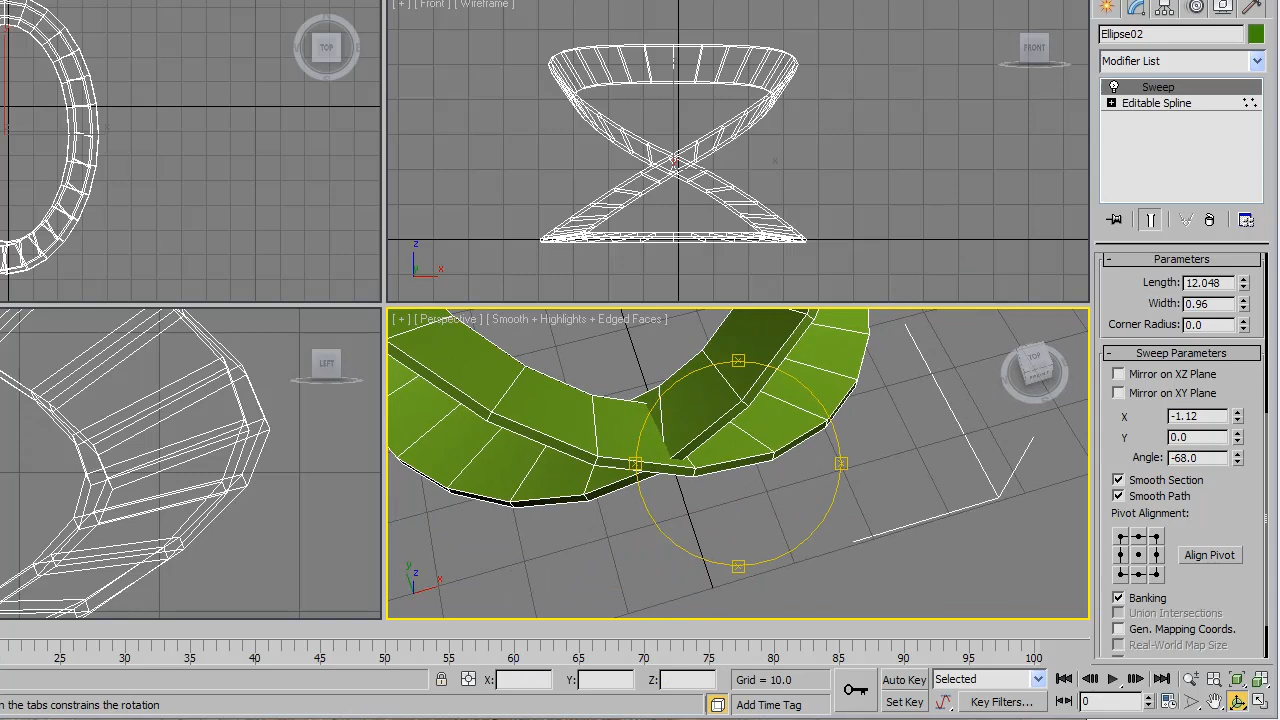 [ + ] [ Front ] [ Wireframe ]
TOP
FRONT
z
x
y
LEFT
[ + ] [ Perspective ] [ Smooth + Highlights + Edged Faces ]
TOP
y
z
x
Ellipse02
Modifier List
Sweep
Editable Spline
- Parameters
Length: 12.048
Width: 0.96
Corner Radius: 0.0
- Sweep Parameters
Mirror on XZ Plane
Mirror on XY Plane
X -1.12
Y 0.0
Angle: -68.0
Smooth Section
Smooth Path
Pivot Alignment:
Align Pivot
Banking
Union Intersections
Gen. Mapping Coords.
Real-World Map Size
25 30 35 40 45 50 55 60 65 70 75 80 85 90 95 100
X: Y: Z: Grid = 10.0 Auto Key Selected
n the tabs constrains the rotation Add Time Tag Set Key Key Filters... 0